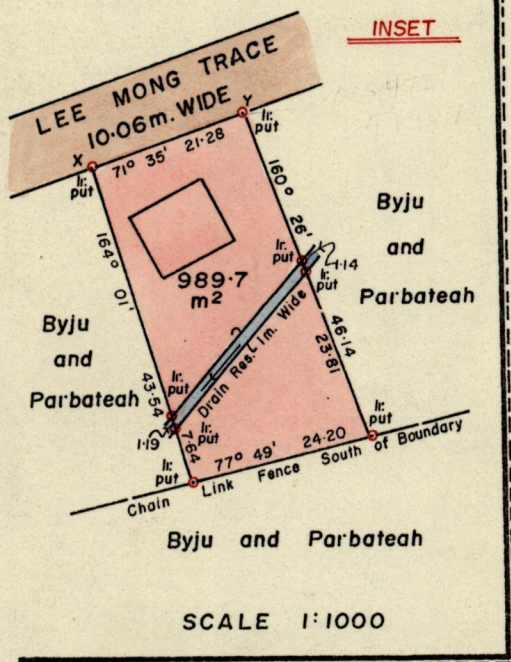 INSET
LEE MONG TRACE
10·06m. WIDE
X
Y
Ir. put
Ir. put
71° 35' 21·28
160° 26'
164° 01'
Byju
and
Parbateah
Ir. put
1·14
Ir. put
989·7
m²
Drain Res. 1m. Wide
46·14
23·81
Byju
and
Parbateah
43·54
Ir. put
1·19
7·64
Ir. put
Ir. put
Ir. put
77° 49' 24·20
Chain Link Fence South of Boundary
Byju and Parbateah
SCALE 1:1000